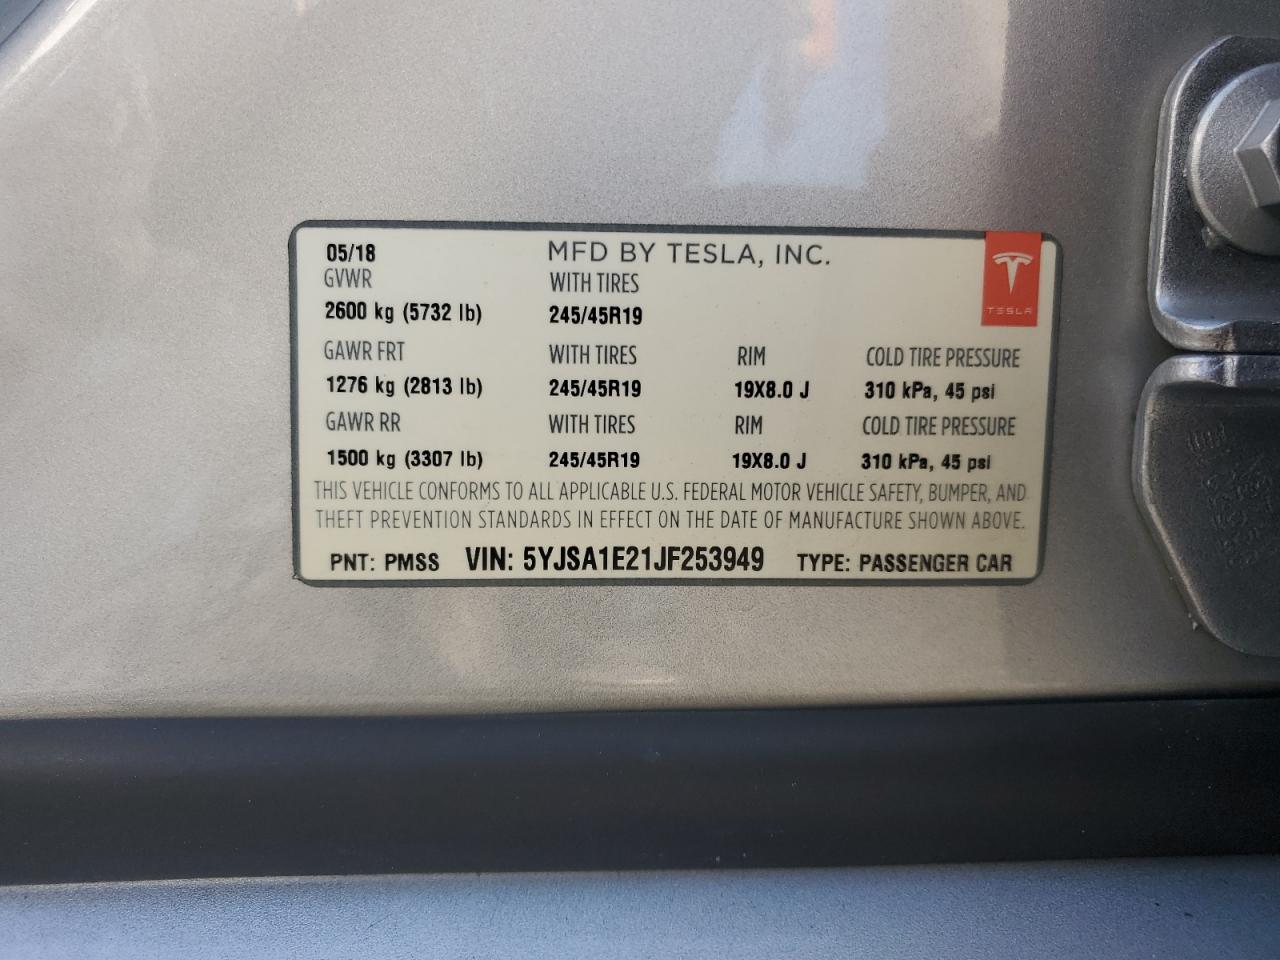 05/18 MFD BY TESLA, INC.
GVWR WITH TIRES
2600 kg (5732 lb) 245/45R19
TESLA
GAWR FRT WITH TIRES RIM COLD TIRE PRESSURE
1276 kg (2813 lb) 245/45R19 19X8.0 J 310 kPa, 45 psi
GAWR RR WITH TIRES RIM COLD TIRE PRESSURE
1500 kg (3307 lb) 245/45R19 19X8.0 J 310 kPa, 45 psi
THIS VEHICLE CONFORMS TO ALL APPLICABLE U.S. FEDERAL MOTOR VEHICLE SAFETY, BUMPER, AND
THEFT PREVENTION STANDARDS IN EFFECT ON THE DATE OF MANUFACTURE SHOWN ABOVE.
PNT: PMSS VIN: 5YJSA1E21JF253949 TYPE: PASSENGER CAR